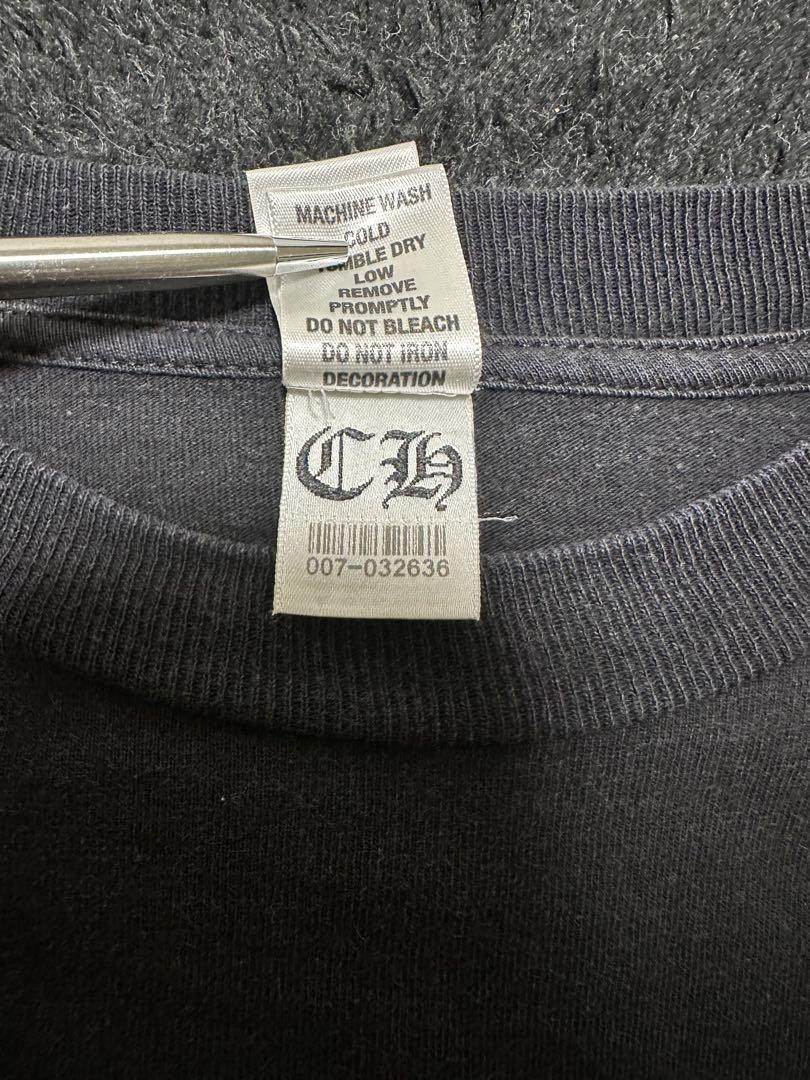 MACHINE WASH
COLD
TUMBLE DRY
LOW
REMOVE
PROMPTLY
DO NOT BLEACH
DO NOT IRON
DECORATION
CH
007-032636